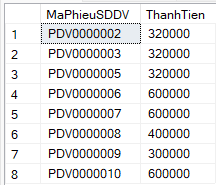 MaPhieuSDDV ThanhTien
1 PDV0000002 320000
2 PDV0000003 320000
3 PDV0000005 320000
4 PDV0000006 600000
5 PDV0000007 600000
6 PDV0000008 400000
7 PDV0000009 300000
8 PDV0000010 600000